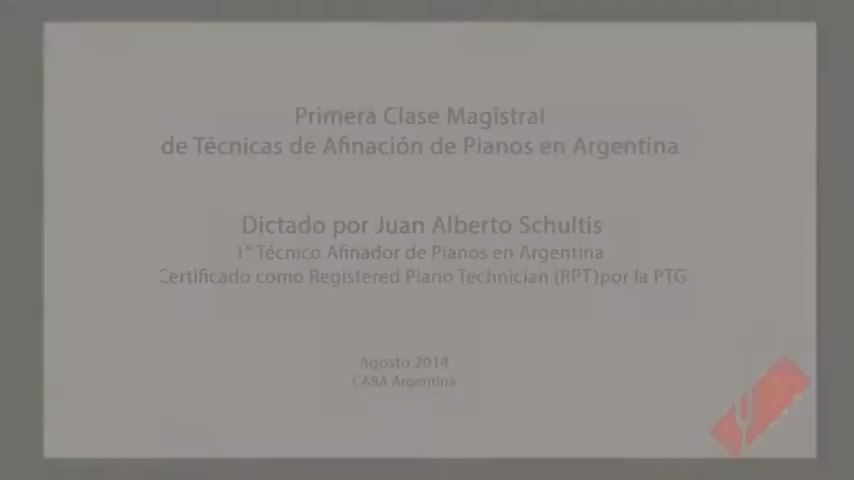 Primera Clase Magistral
de Técnicas de Afinación de Pianos en Argentina
Dictado por Juan Alberto Schultis
1° Técnico Afinador de Pianos en Argentina
Certificado como Registered Piano Technician (RPT)por la PTG
Agosto 2014
CABA Argentina